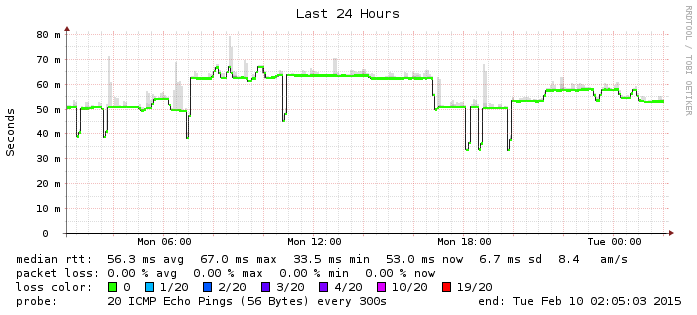 Last 24 Hours
RRDTOOL / TOBI OETIKER
Seconds
80 m
70 m
60 m
50 m
40 m
30 m
20 m
10 m
0
Mon 06:00 Mon 12:00 Mon 18:00 Tue 00:00
median rtt: 56.3 ms avg 67.0 ms max 33.5 ms min 53.0 ms now 6.7 ms sd 8.4 am/s
packet loss: 0.00 % avg 0.00 % max 0.00 % min 0.00 % now
loss color: 0 1/20 2/20 3/20 4/20 10/20 19/20
probe: 20 ICMP Echo Pings (56 Bytes) every 300s end: Tue Feb 10 02:05:03 2015